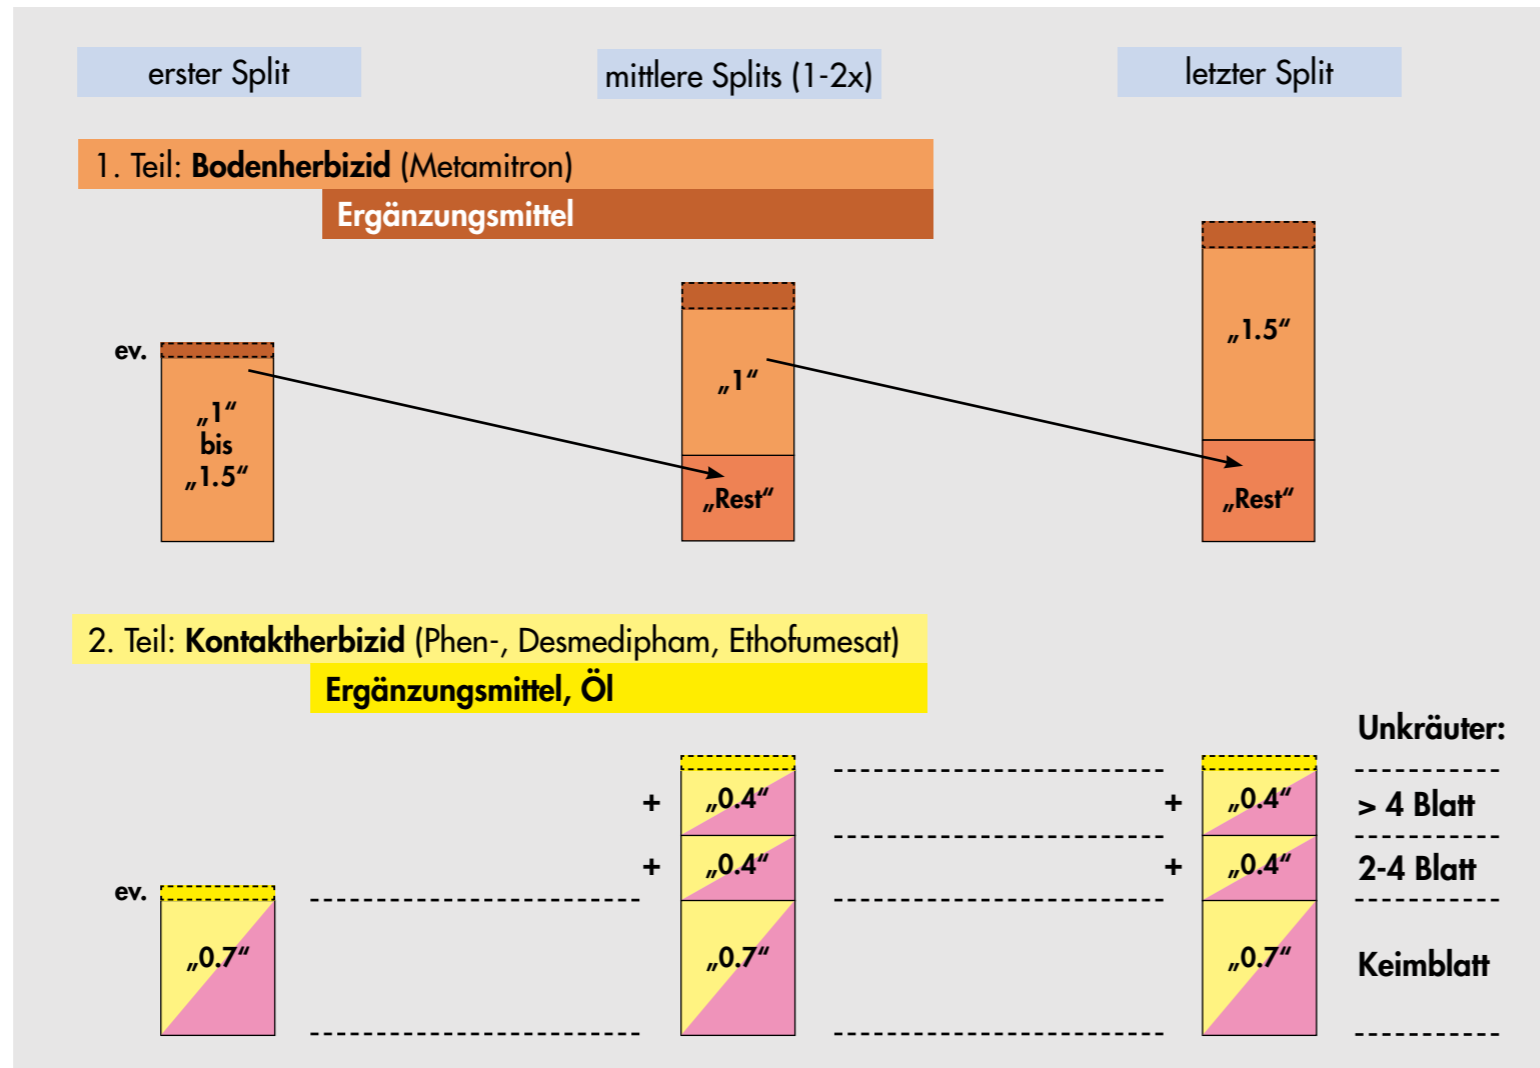 erster Split
mittlere Splits (1-2x)
letzter Split
1. Teil: Bodenherbizid (Metamitron)
Ergänzungsmittel
ev.
„1“
bis
„1.5“
„1“
„Rest“
„1.5“
„Rest“
2. Teil: Kontaktherbizid (Phen-, Desmedipham, Ethofumesat)
Ergänzungsmittel, Öl
Unkräuter:
+ „0.4“ + „0.4“ > 4 Blatt
+ „0.4“ + „0.4“ 2-4 Blatt
ev.
„0.7“ „0.7“ „0.7“ Keimblatt